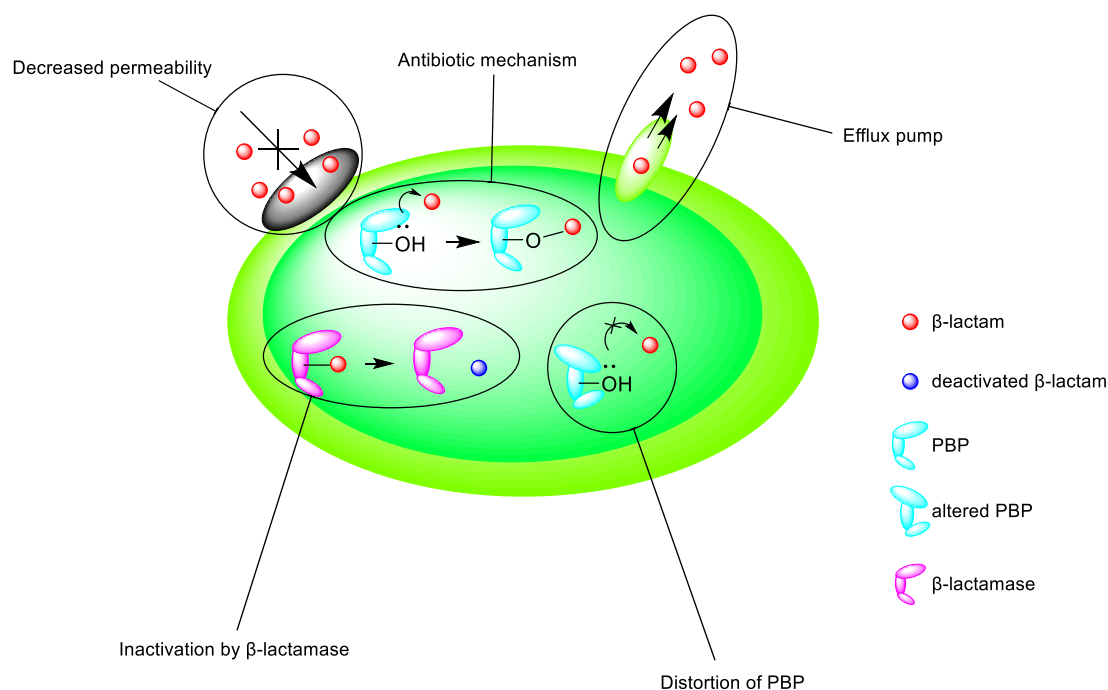 Decreased permeability
Antibiotic mechanism
Efflux pump
··
OH
O
··
OH
β-lactam
deactivated β-lactam
PBP
altered PBP
β-lactamase
Inactivation by β-lactamase
Distortion of PBP